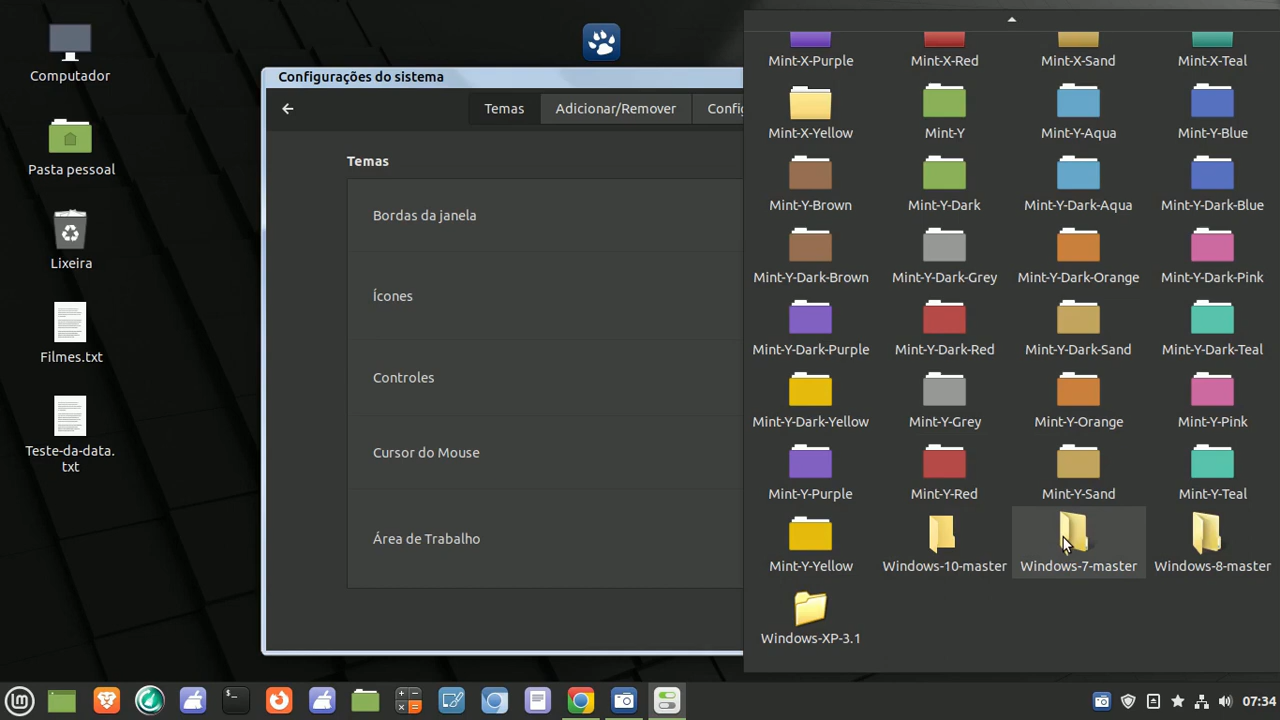 Computador
Pasta pessoal
Lixeira
Filmes.txt
Teste-da-data.
txt
Configurações do sistema
Temas
Adicionar/Remover
Config
Temas
Bordas da janela
Ícones
Controles
Cursor do Mouse
Área de Trabalho
Mint-X-Purple
Mint-X-Red
Mint-X-Sand
Mint-X-Teal
Mint-X-Yellow
Mint-Y
Mint-Y-Aqua
Mint-Y-Blue
Mint-Y-Brown
Mint-Y-Dark
Mint-Y-Dark-Aqua
Mint-Y-Dark-Blue
Mint-Y-Dark-Brown
Mint-Y-Dark-Grey
Mint-Y-Dark-Orange
Mint-Y-Dark-Pink
Mint-Y-Dark-Purple
Mint-Y-Dark-Red
Mint-Y-Dark-Sand
Mint-Y-Dark-Teal
Mint-Y-Dark-Yellow
Mint-Y-Grey
Mint-Y-Orange
Mint-Y-Pink
Mint-Y-Purple
Mint-Y-Red
Mint-Y-Sand
Mint-Y-Teal
Mint-Y-Yellow
Windows-10-master
Windows-7-master
Windows-8-master
Windows-XP-3.1
07:34